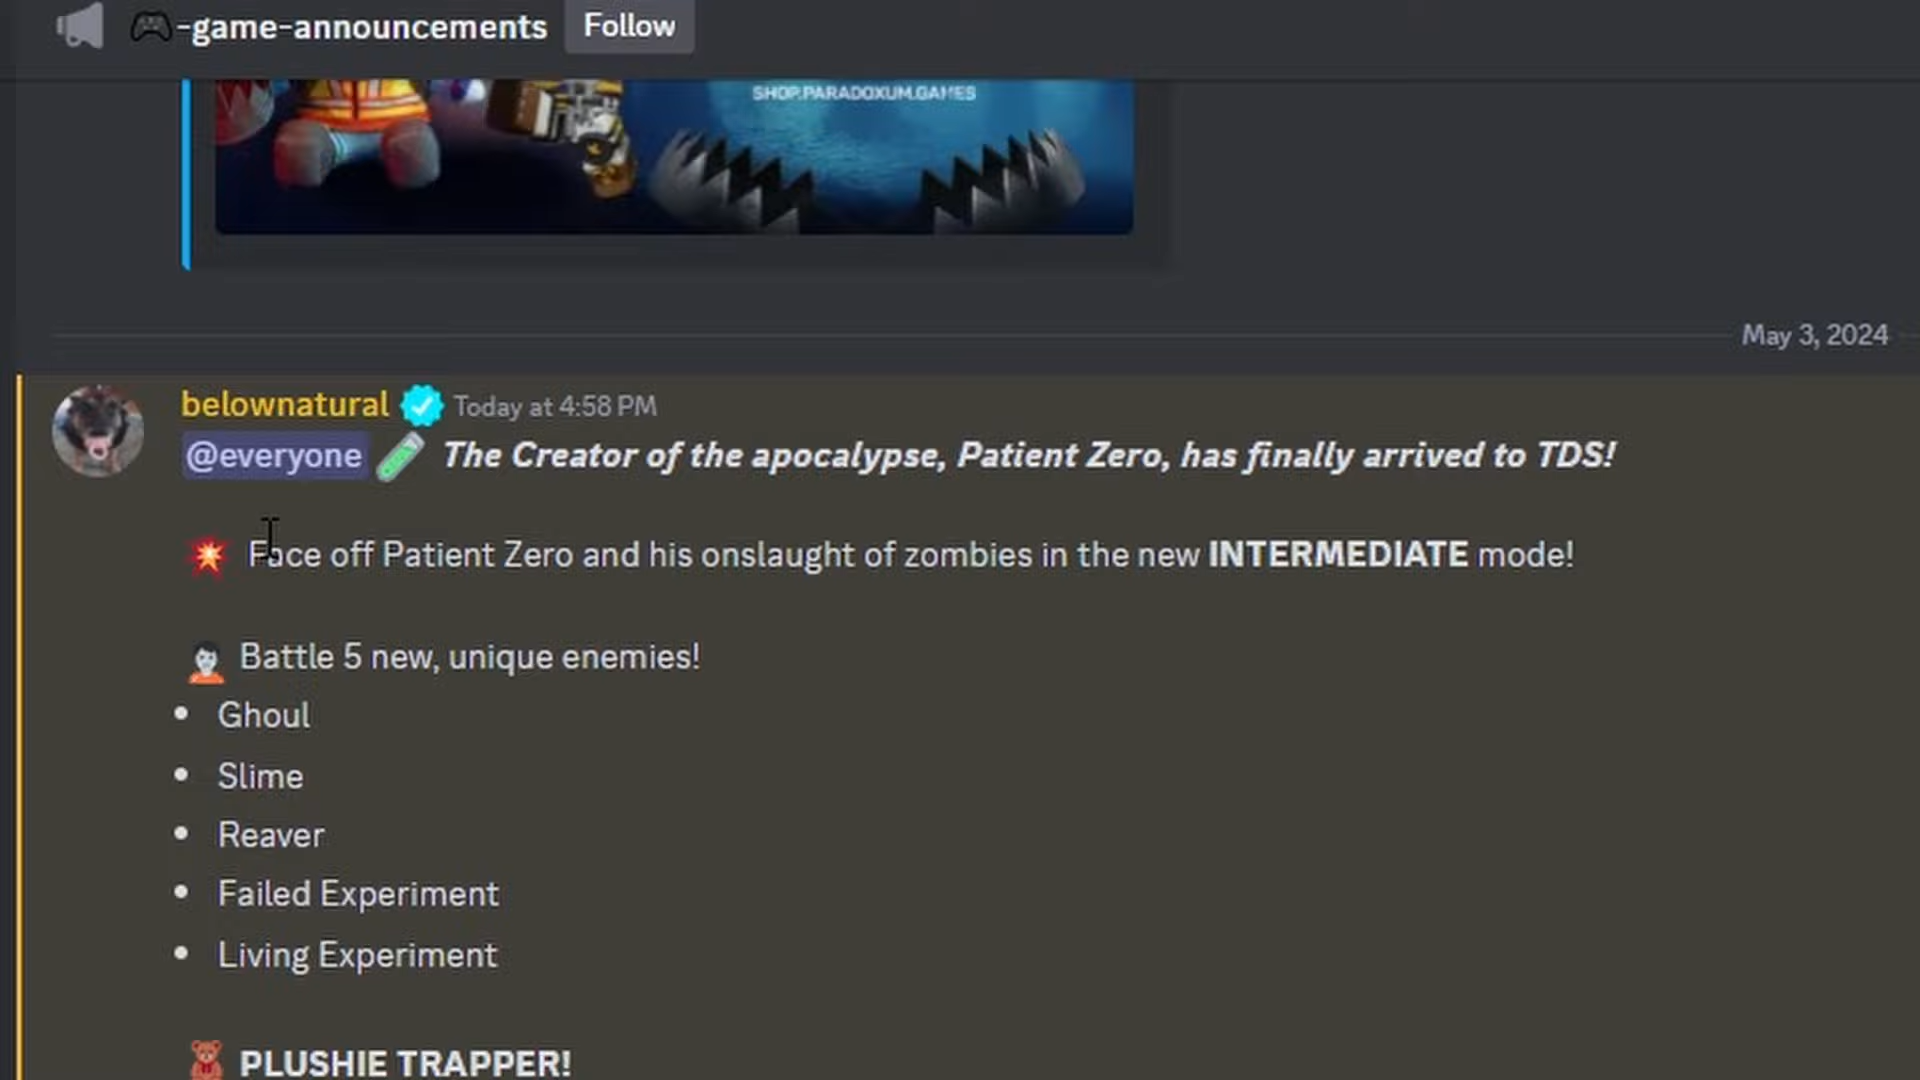 -game-announcements Follow
SHOP.PARADOXUM.GAMES
May 3, 2024
belownatural Today at 4:58 PM
@everyone The Creator of the apocalypse, Patient Zero, has finally arrived to TDS!
Face off Patient Zero and his onslaught of zombies in the new INTERMEDIATE mode!
Battle 5 new, unique enemies!
• Ghoul
• Slime
• Reaver
• Failed Experiment
• Living Experiment
PLUSHIE TRAPPER!